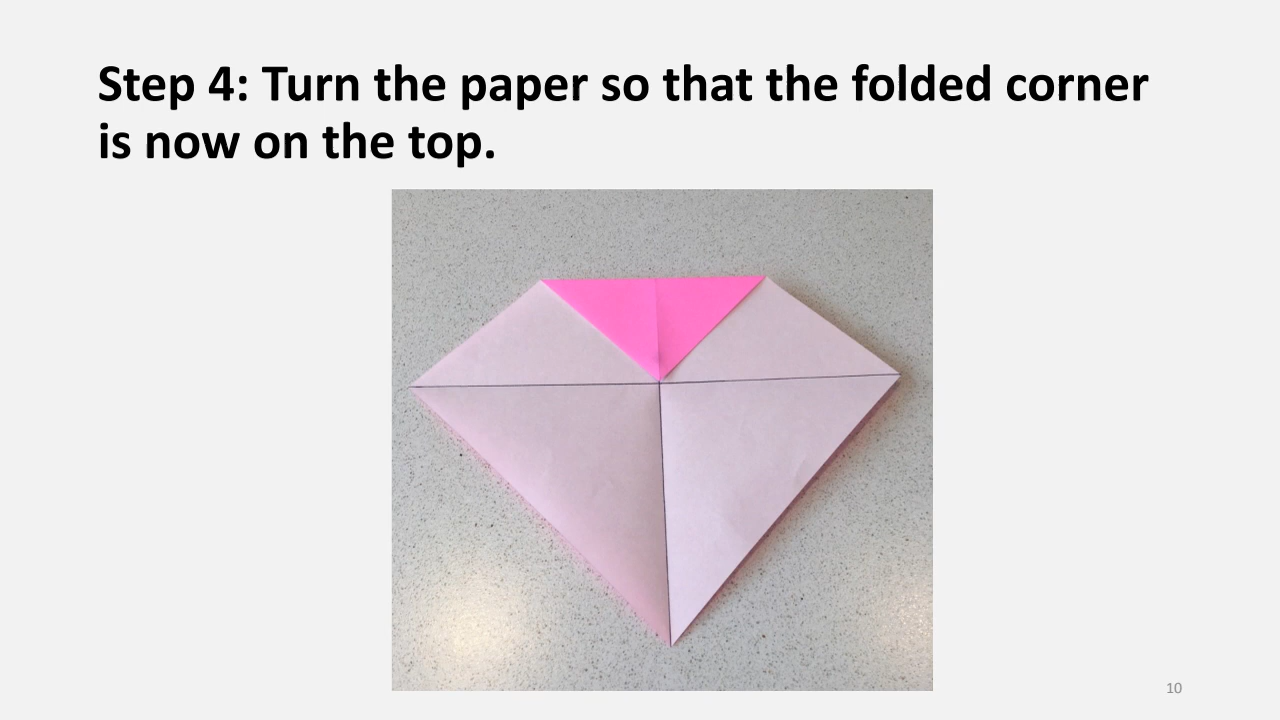 Step 4: Turn the paper so that the folded corner
is now on the top.
10